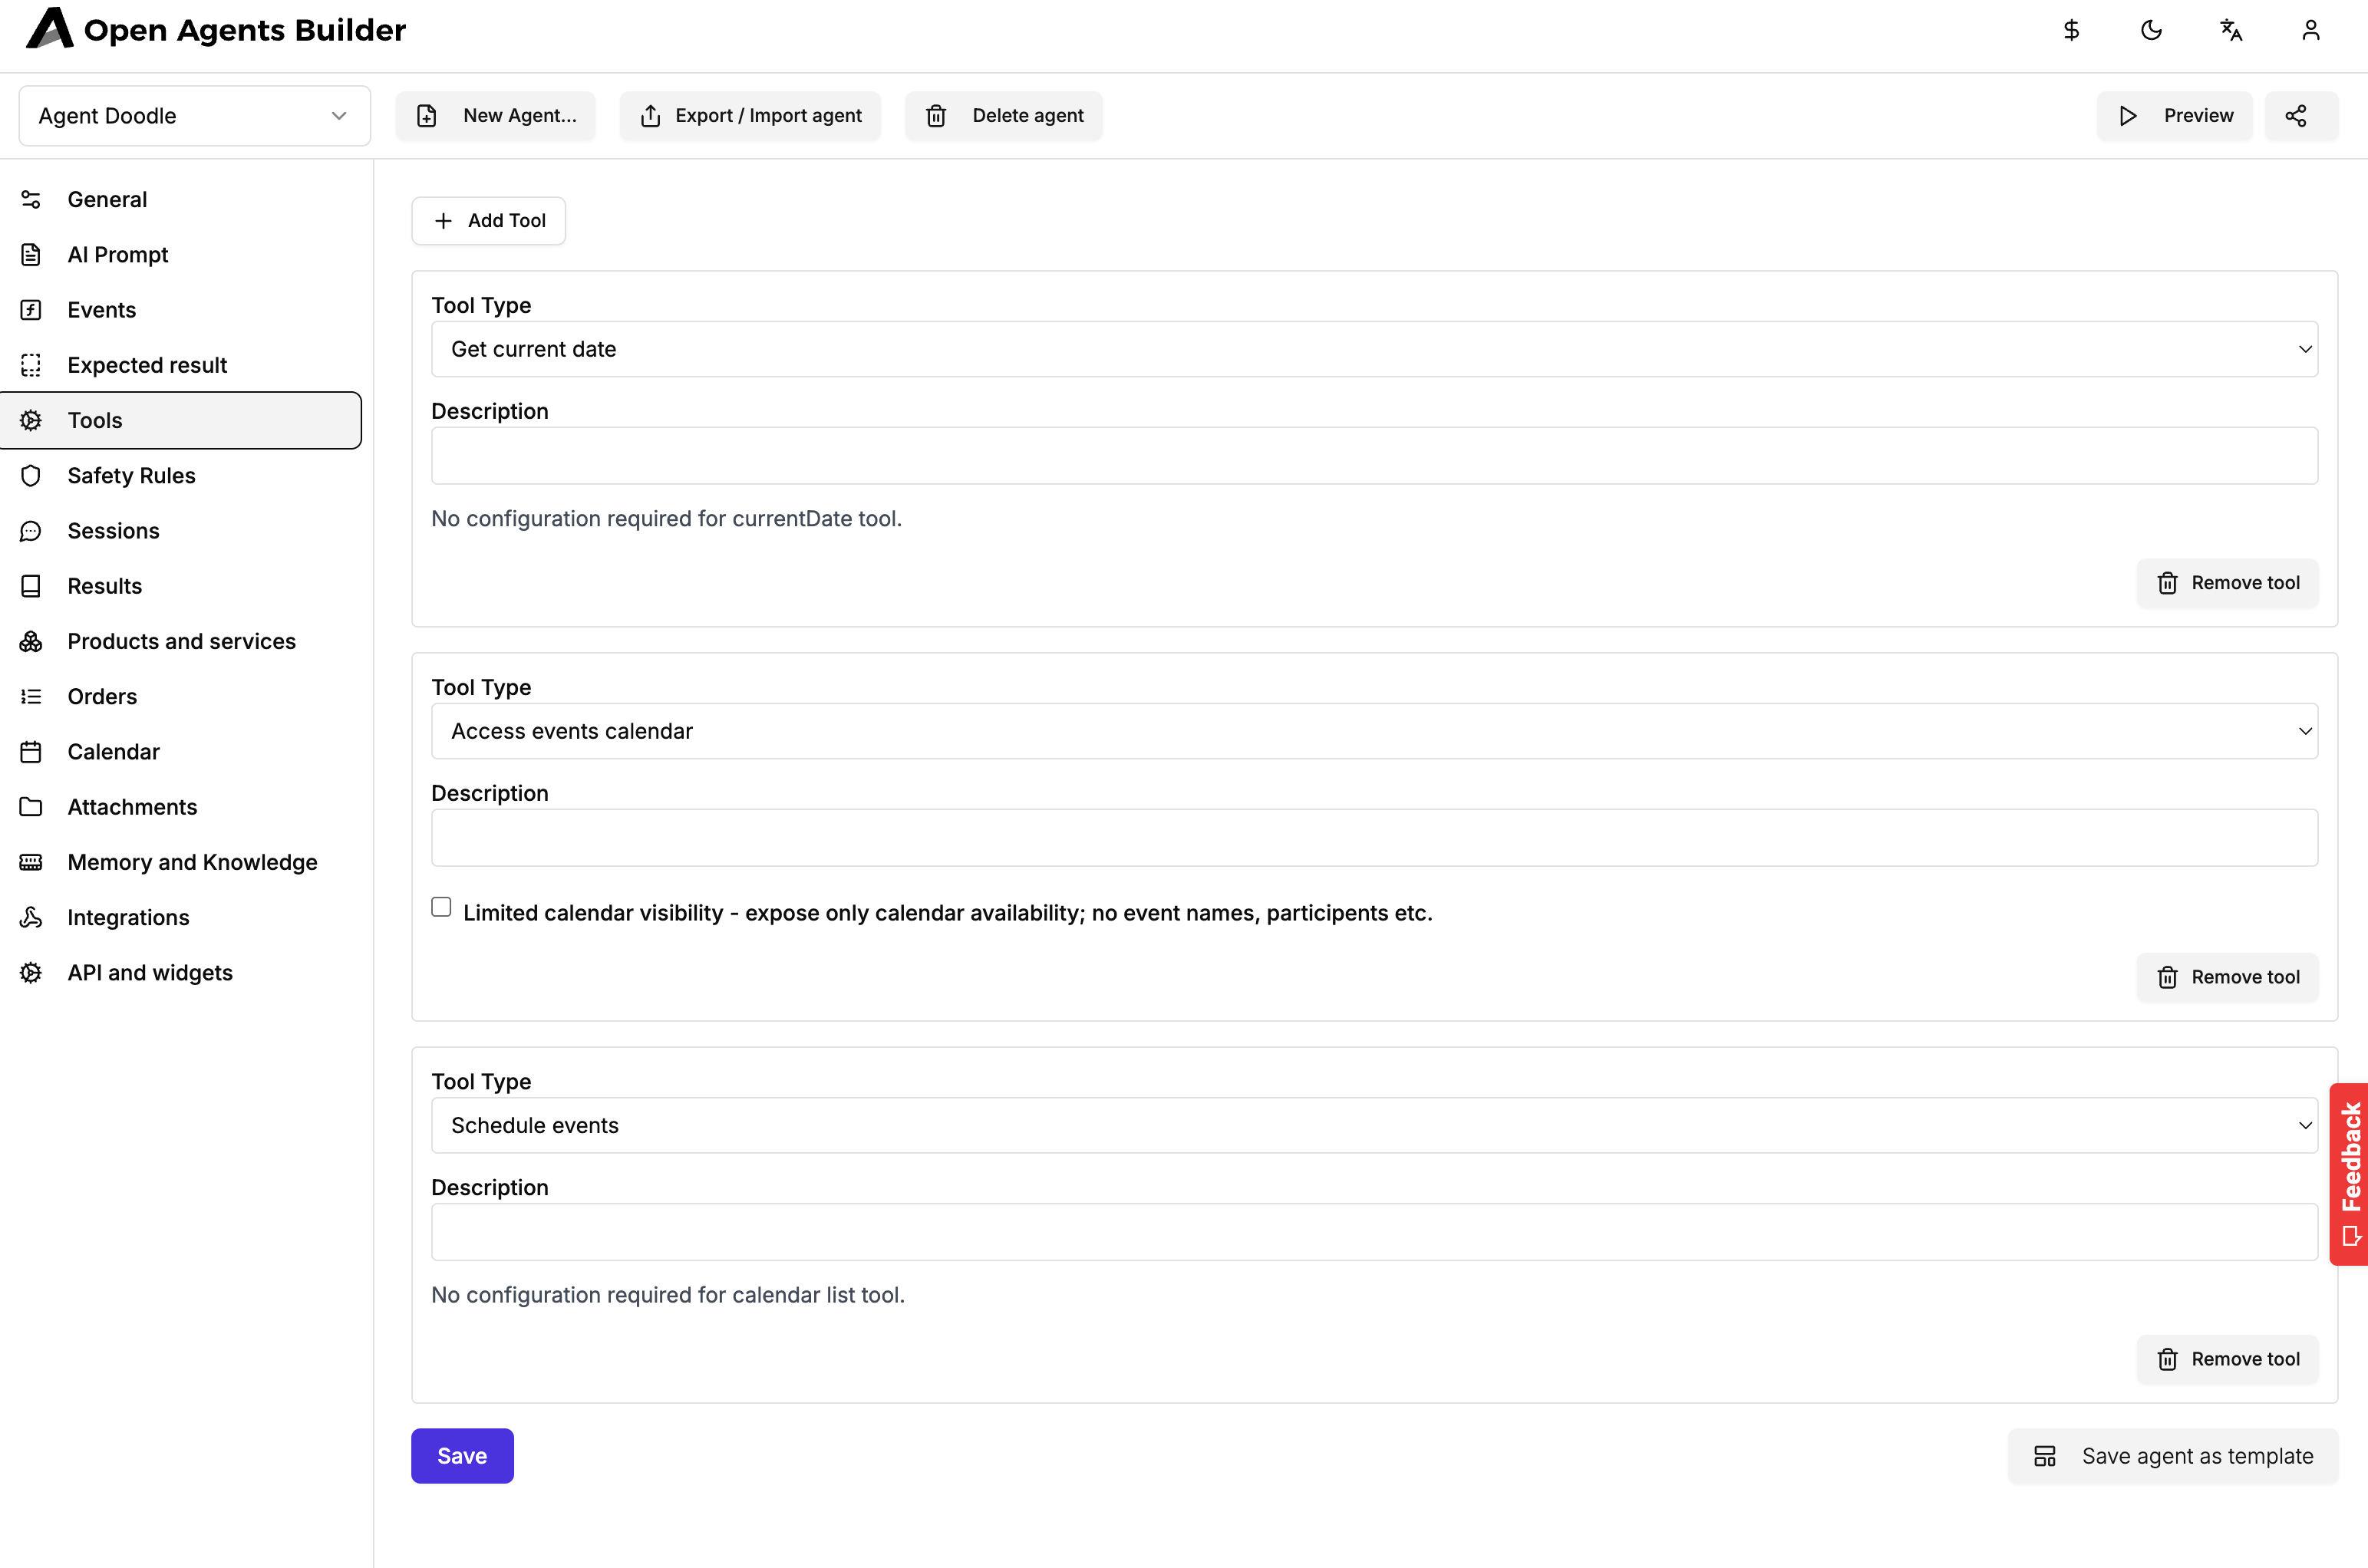 Open Agents Builder
Agent Doodle
New Agent...
Export / Import agent
Delete agent
Preview
General
AI Prompt
Events
Expected result
Tools
Safety Rules
Sessions
Results
Products and services
Orders
Calendar
Attachments
Memory and Knowledge
Integrations
API and widgets
Add Tool
Tool Type
Get current date
Description
No configuration required for currentDate tool.
Remove tool
Tool Type
Access events calendar
Description
Limited calendar visibility - expose only calendar availability; no event names, participants etc.
Remove tool
Tool Type
Schedule events
Description
No configuration required for calendar list tool.
Remove tool
Save
Save agent as template
Feedback